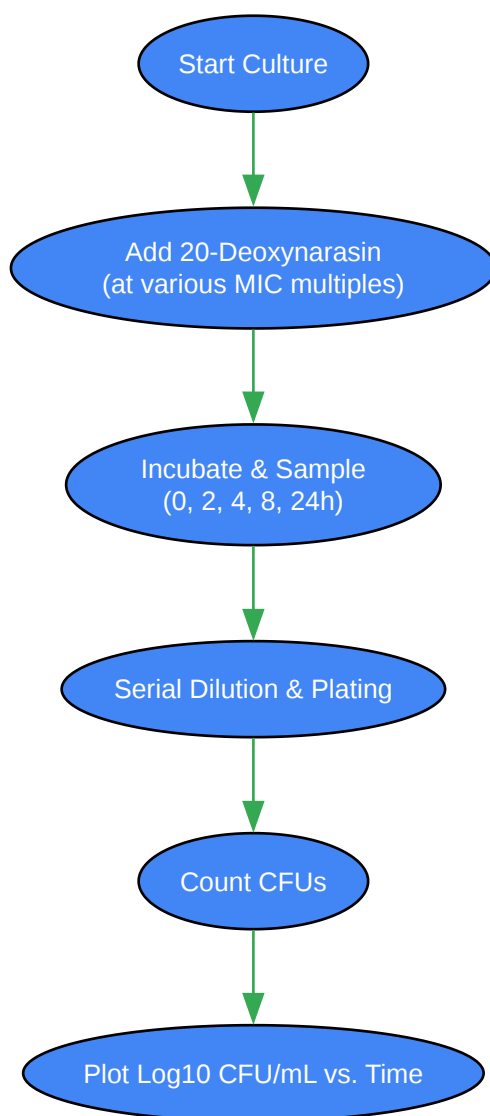 Start Culture
Add 20-Deoxynarasin
(at various MIC multiples)
Incubate & Sample
(0, 2, 4, 8, 24h)
Serial Dilution & Plating
Count CFUs
Plot Log10 CFU/mL vs. Time